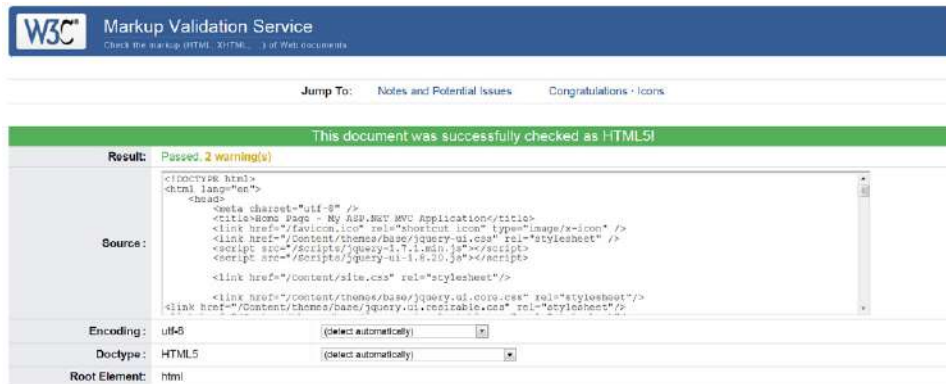 W3C Markup Validation Service
Check the markup (HTML, XHTML, ...) of Web documents
Jump To: Notes and Potential Issues Congratulations · Icons
This document was successfully checked as HTML5!
Result: Passed, 2 warning(s)
Source :
<!DOCTYPE html>
<html lang="en">
<head>
<meta charset="utf-8" />
<title>Home Page - My ASP.NET MVC Application</title>
<link href="/favicon.ico" rel="shortcut icon" type="image/x-icon" />
<link href="/Content/themes/base/jquery-ui.css" rel="stylesheet" />
<script src="/Scripts/jquery-1.7.1.min.js"></script>
<script src="/Scripts/jquery-ui-1.8.20.js"></script>
<link href="/Content/site.css" rel="stylesheet"/>
<link href="/Content/themes/base/jquery.ui.core.css" rel="stylesheet"/>
<link href="/Content/themes/base/jquery.ui.resizable.css" rel="stylesheet"/>
Encoding : utf-8 (detect automatically)
Doctype : HTML5 (detect automatically)
Root Element: html